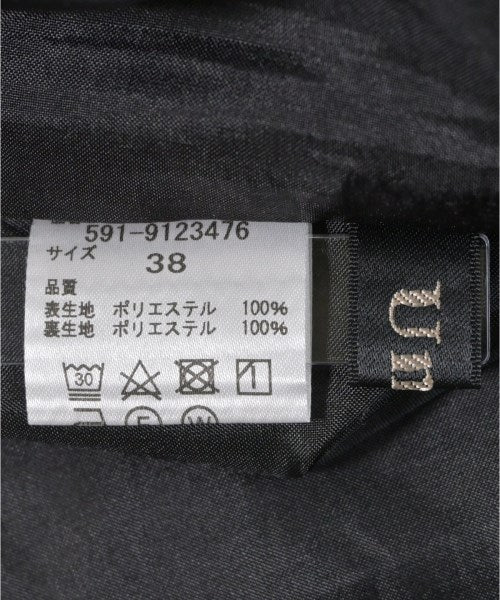 591-9123476
サイズ
38
品質
表生地 ポリエステル 100%
裏生地 ポリエステル 100%
30
1
F W
Un